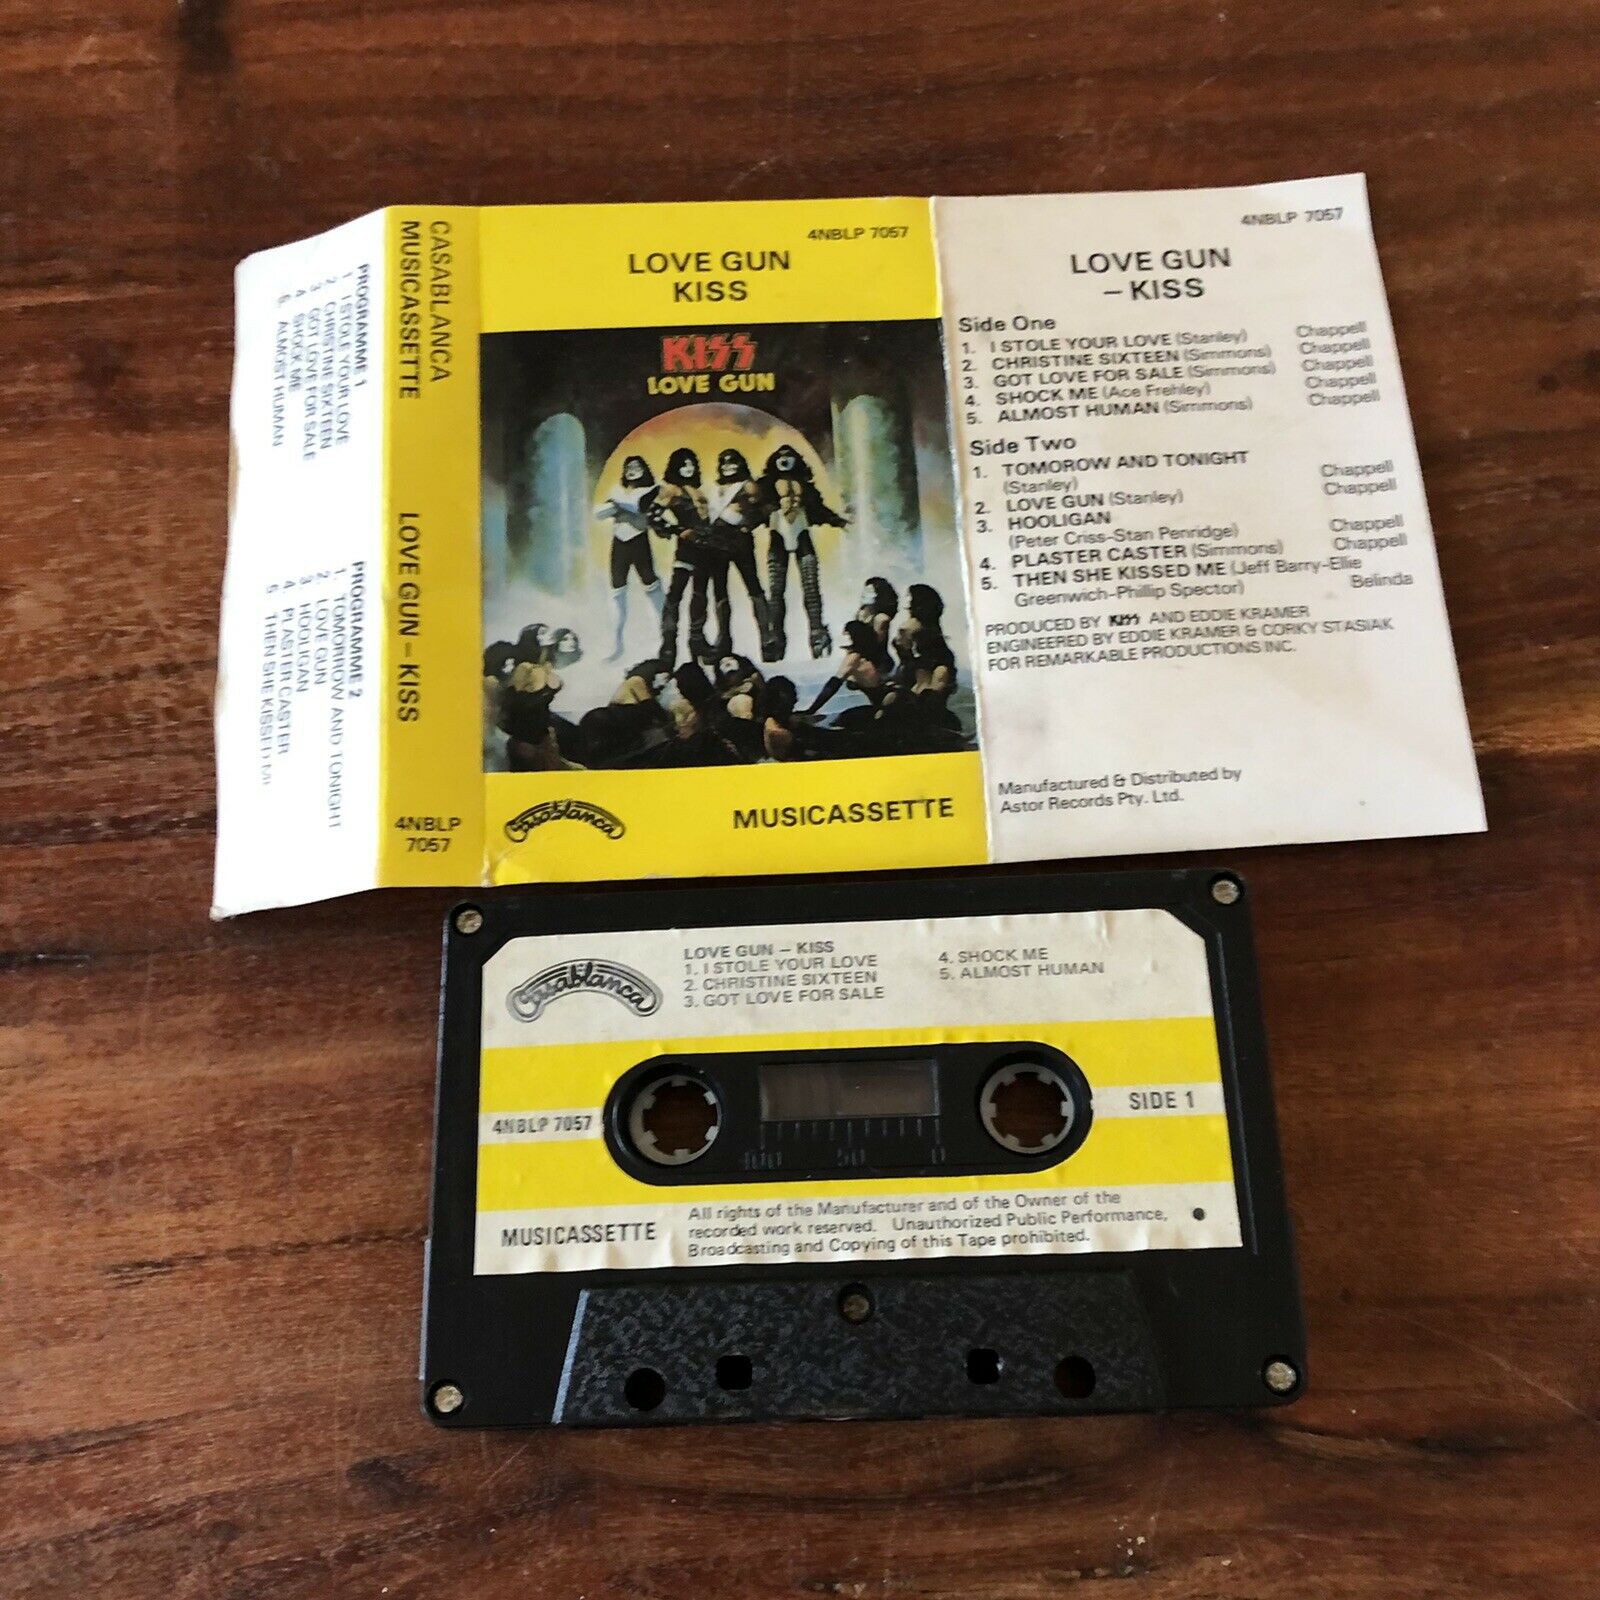 PROGRAMME 1
1. I STOLE YOUR LOVE
2. CHRISTINE SIXTEEN
3. GOT LOVE FOR SALE
4. SHOCK ME
5. ALMOST HUMAN
PROGRAMME 2
1. TOMORROW AND TONIGHT
2. LOVE GUN
3. HOOLIGAN
4. PLASTER CASTER
5. THEN SHE KISSED ME
CASABLANCA
MUSICASSETTE
LOVE GUN – KISS
4NBLP
7057
4NBLP 7057
LOVE GUN
KISS
KISS
LOVE GUN
Casablanca
MUSICASSETTE
4NBLP 7057
LOVE GUN
– KISS
Side One
1. I STOLE YOUR LOVE (Stanley) Chappell
2. CHRISTINE SIXTEEN (Simmons) Chappell
3. GOT LOVE FOR SALE (Simmons) Chappell
4. SHOCK ME (Ace Frehley) Chappell
5. ALMOST HUMAN (Simmons) Chappell
Side Two
1. TOMOROW AND TONIGHT
(Stanley) Chappell
2. LOVE GUN (Stanley) Chappell
3. HOOLIGAN
(Peter Criss-Stan Penridge) Chappell
4. PLASTER CASTER (Simmons) Chappell
5. THEN SHE KISSED ME (Jeff Barry-Ellie
Greenwich-Phillip Spector) Belinda
PRODUCED BY KISS AND EDDIE KRAMER
ENGINEERED BY EDDIE KRAMER & CORKY STASIAK
FOR REMARKABLE PRODUCTIONS INC.
Manufactured & Distributed by
Astor Records Pty. Ltd.
Casablanca
LOVE GUN – KISS
1. I STOLE YOUR LOVE
2. CHRISTINE SIXTEEN
3. GOT LOVE FOR SALE
4. SHOCK ME
5. ALMOST HUMAN
4NBLP 7057
SIDE 1
100 50 0
MUSICASSETTE
All rights of the Manufacturer and of the Owner of the
recorded work reserved. Unauthorized Public Performance,
Broadcasting and Copying of this Tape prohibited.